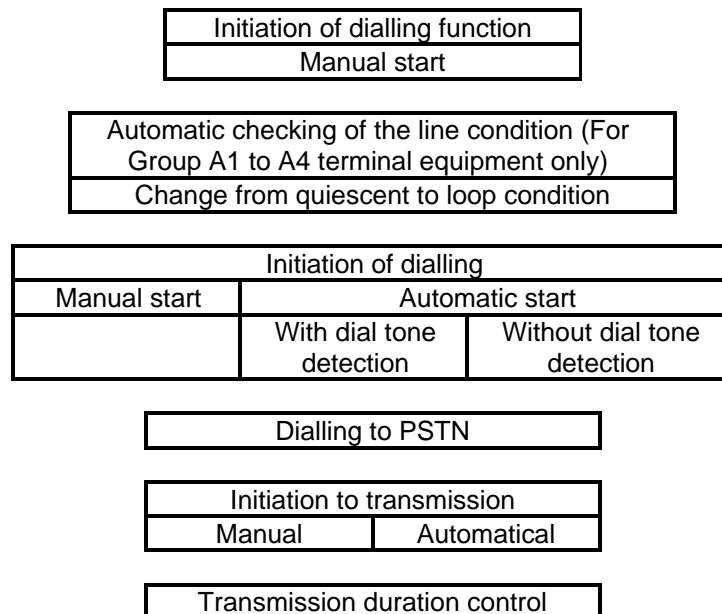 Initiation of dialling function
Manual start
Automatic checking of the line condition (For
Group A1 to A4 terminal equipment only)
Change from quiescent to loop condition
Initiation of dialling
Manual start Automatic start
With dial tone Without dial tone
detection detection
Dialling to PSTN
Initiation to transmission
Manual Automatical
Transmission duration control